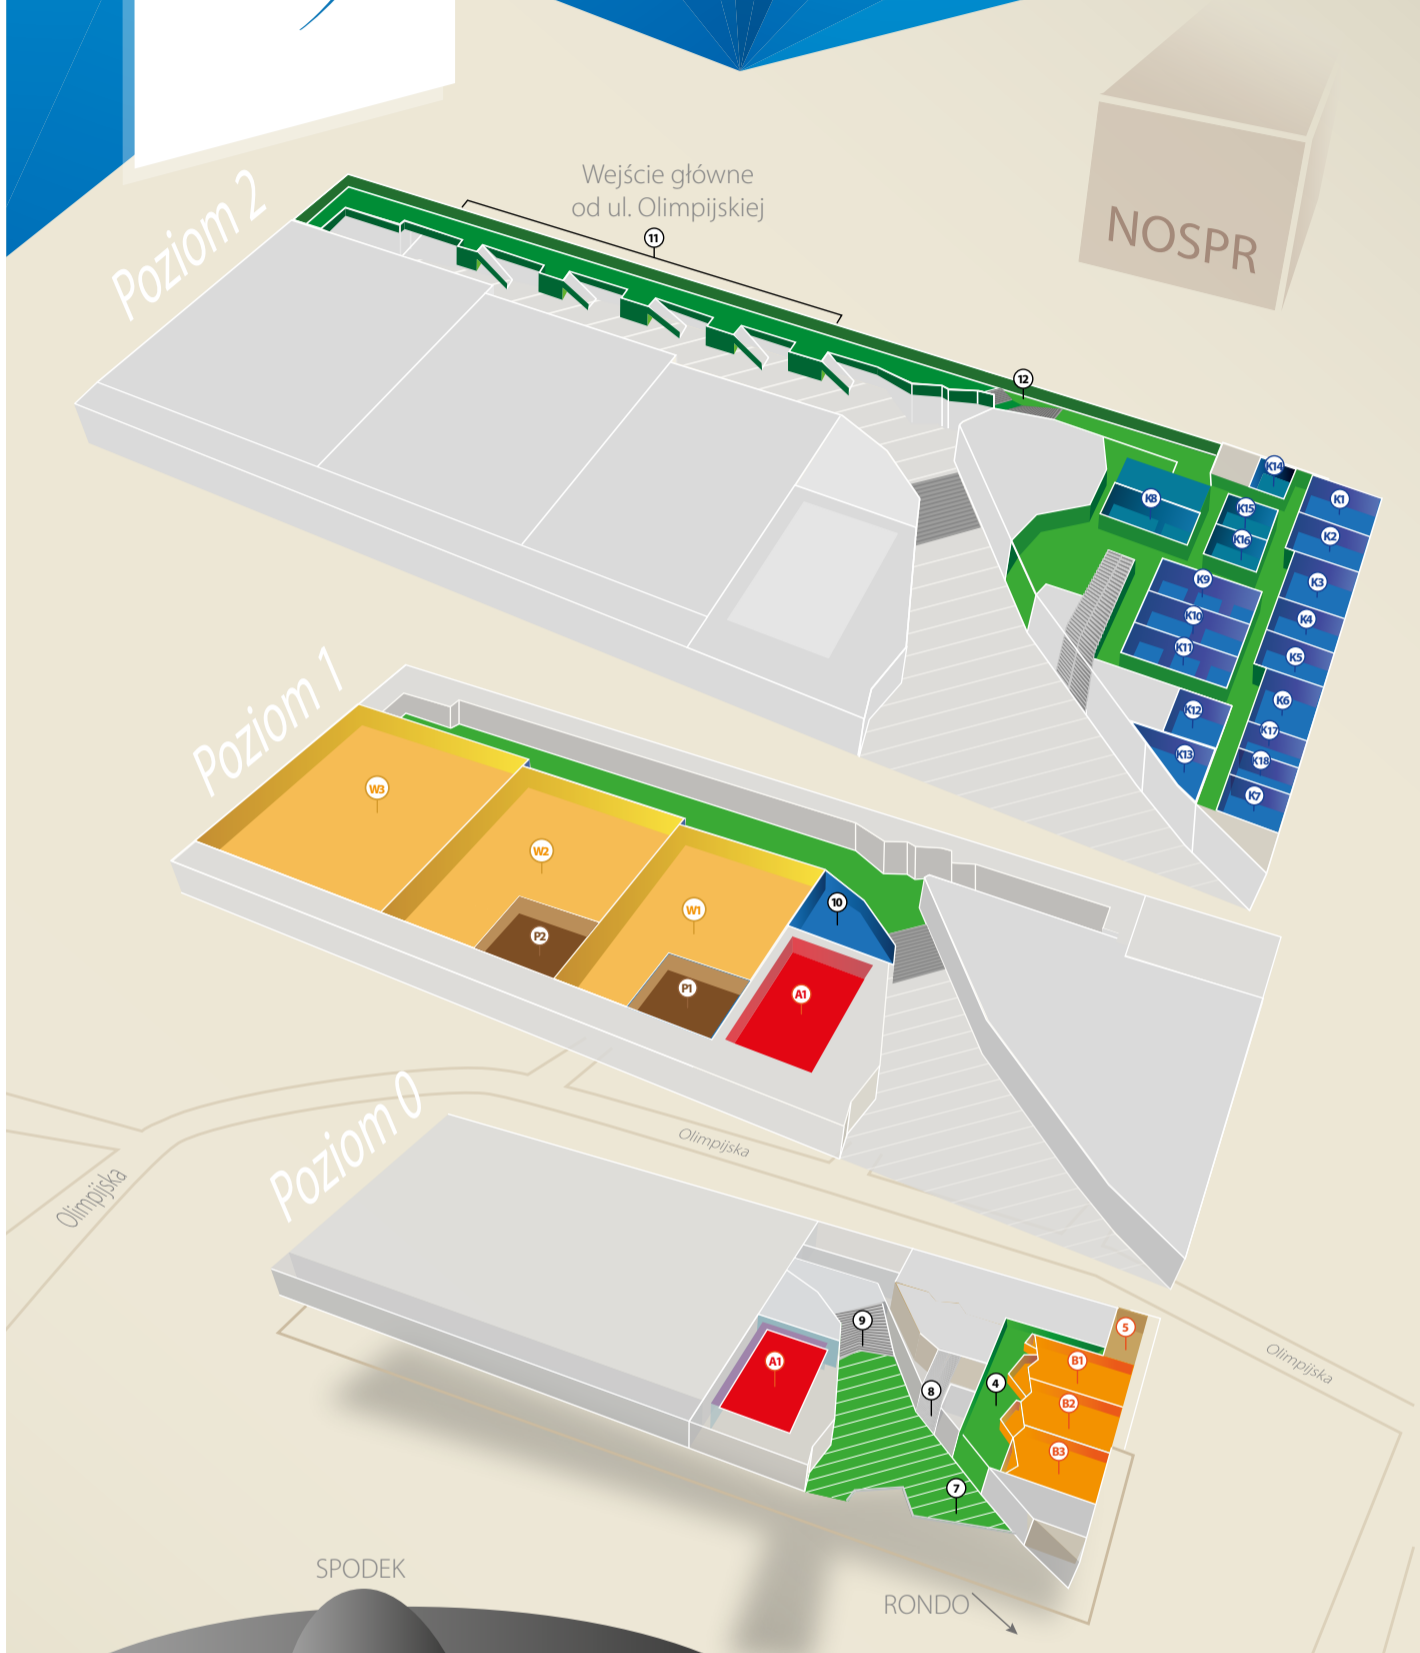 NOSPR
Wejście główne
od ul. Olimpijskiej
11
Poziom 2
12
K14
K1
K8
K15
K2
K16
K9
K3
K10
K4
K11
K5
K6
K12
K17
K13
K18
K7
Poziom 1
W3
W2
W1
10
P2
P1
A1
Poziom 0
Olimpijska
Olimpijska
9
5
A1
B1
Olimpijska
4
8
B2
B3
7
SPODEK
RONDO